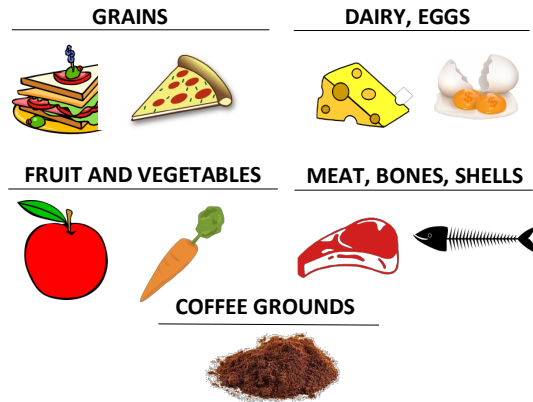 GRAINS
DAIRY, EGGS
FRUIT AND VEGETABLES
MEAT, BONES, SHELLS
COFFEE GROUNDS